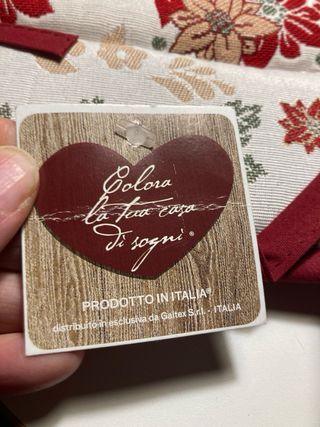 Colora
la tua casa
di sogni ®
PRODOTTO IN ITALIA®
distribuito in esclusiva da Galtex S.r.l. - ITALIA